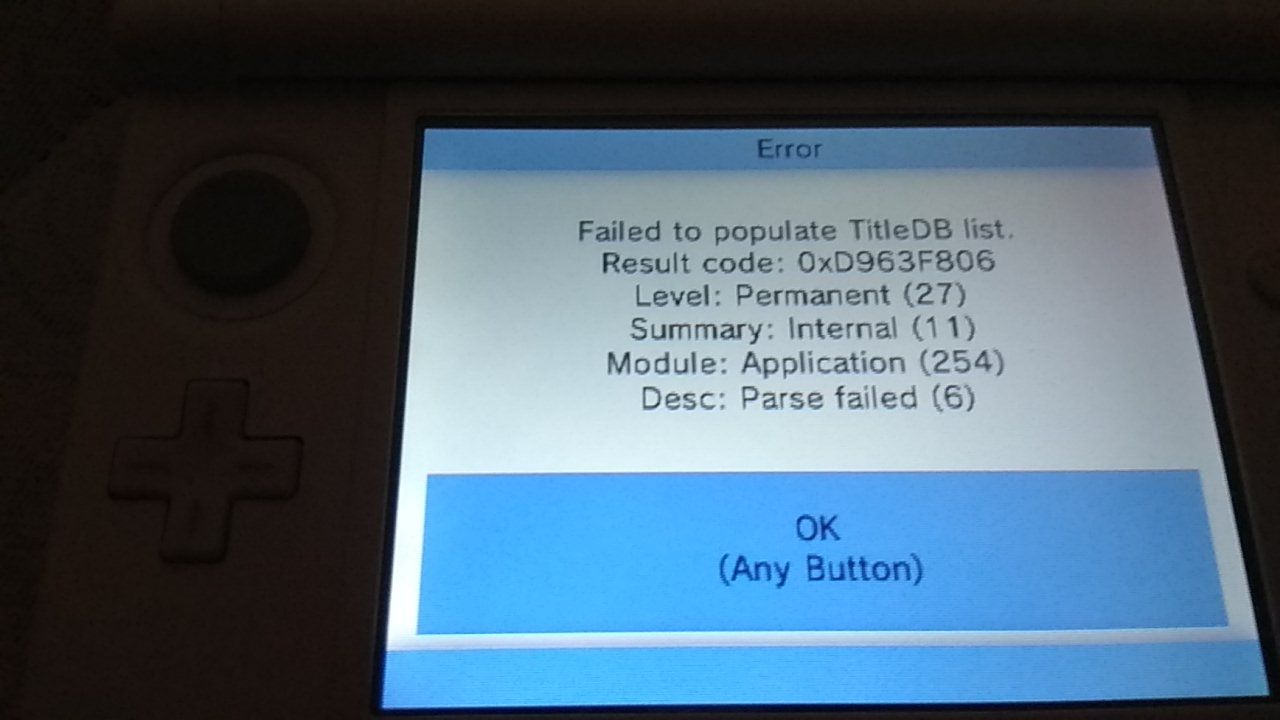 Error
Failed to populate TitleDB list.
Result code: 0xD963F806
Level: Permanent (27)
Summary: Internal (11)
Module: Application (254)
Desc: Parse failed (6)
OK
(Any Button)